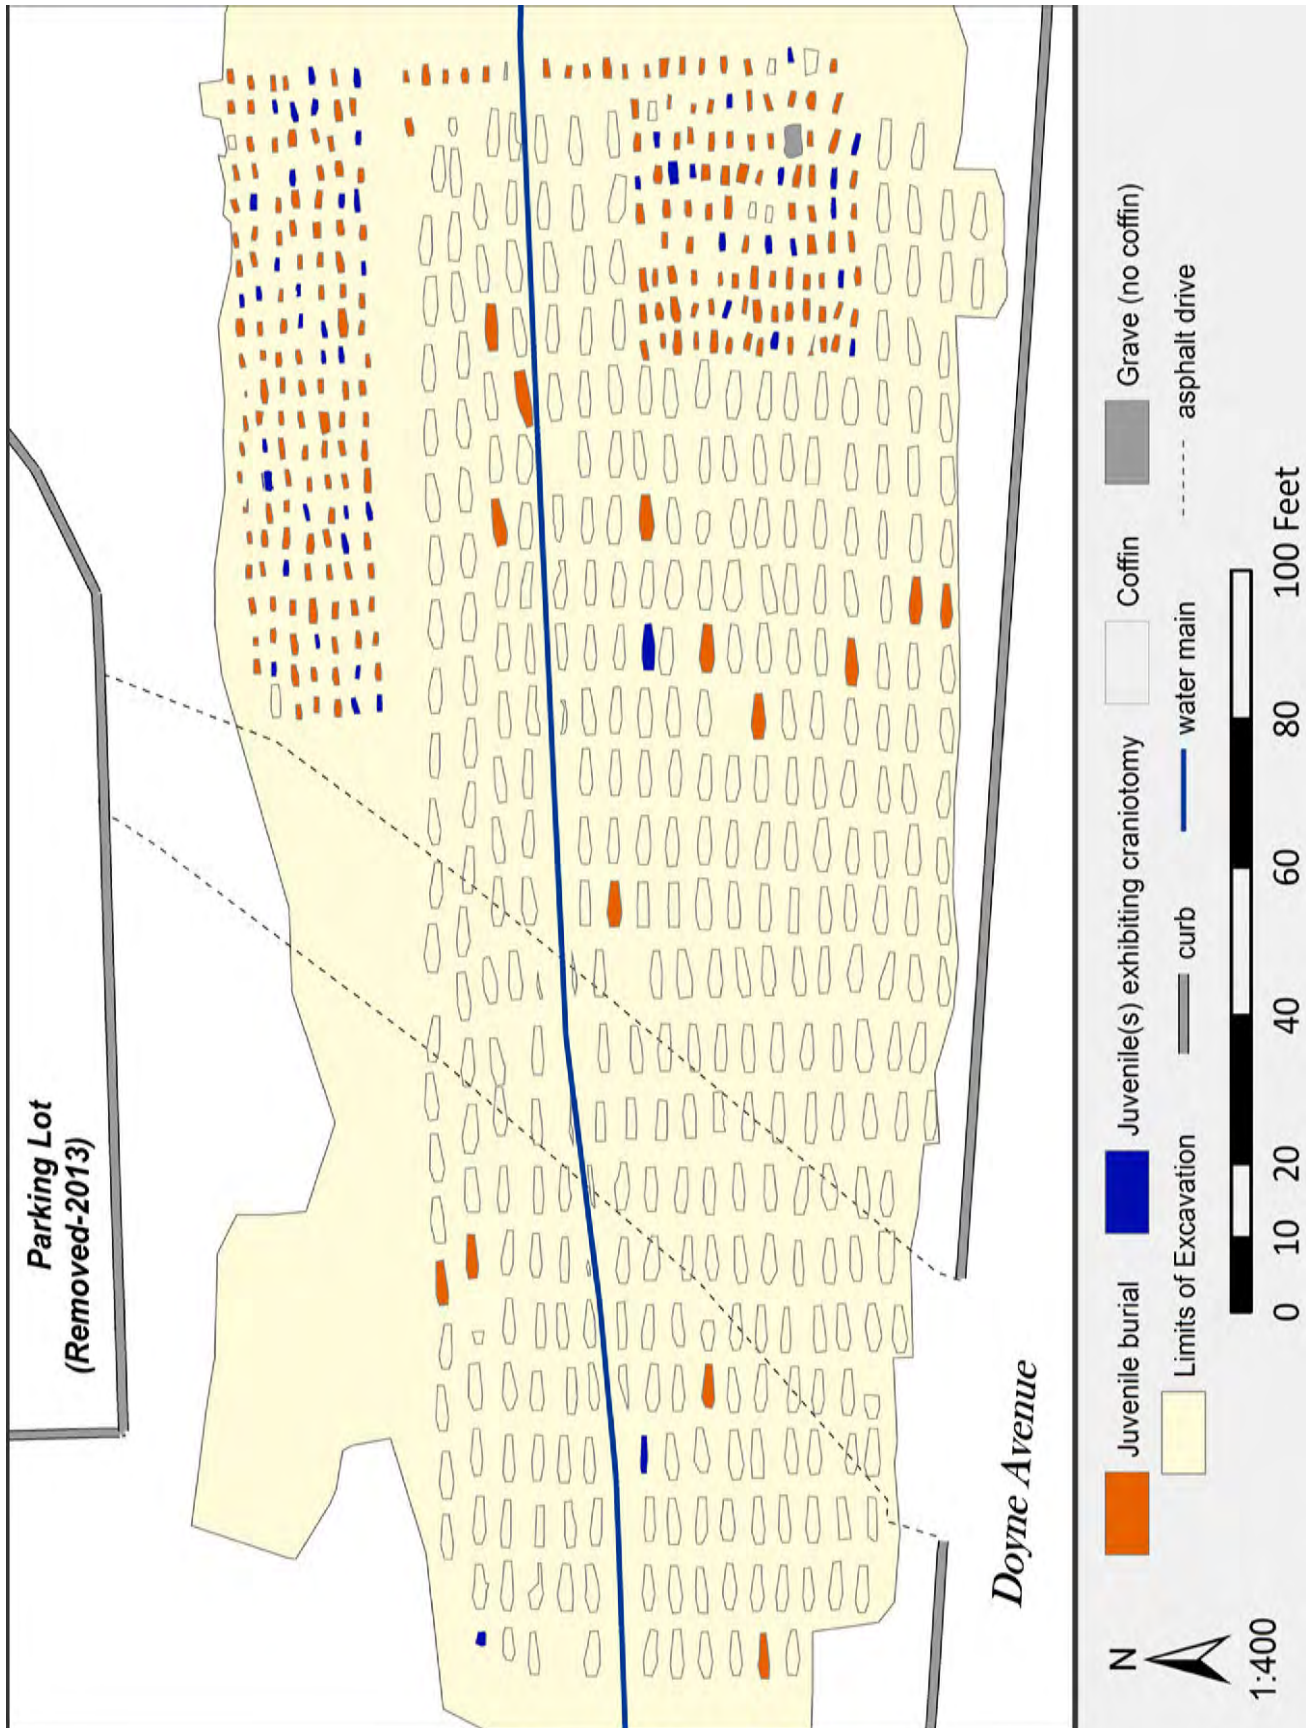 Parking Lot
(Removed-2013)
Doyne Avenue
N
1:400
Juvenile burial
Juvenile(s) exhibiting craniotomy
Coffin
Grave (no coffin)
Limits of Excavation
curb
water main
asphalt drive
0 10 20 40 60 80 100 Feet